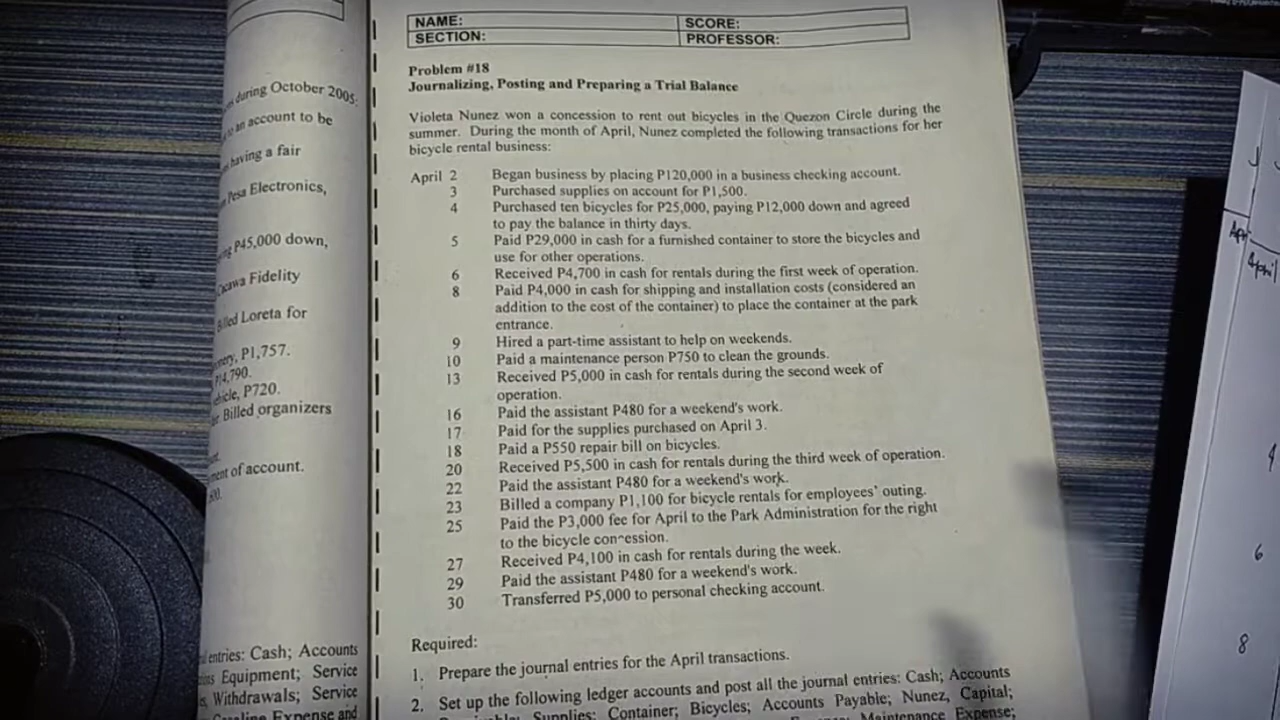 NAME: SCORE:
SECTION: PROFESSOR:
Problem #18
Journalizing, Posting and Preparing a Trial Balance
Violeta Nunez won a concession to rent out bicycles in the Quezon Circle during the
summer. During the month of April, Nunez completed the following transactions for her
bicycle rental business:
April 2 Began business by placing P120,000 in a business checking account.
3 Purchased supplies on account for P1,500.
4 Purchased ten bicycles for P25,000, paying P12,000 down and agreed
to pay the balance in thirty days.
5 Paid P29,000 in cash for a furnished container to store the bicycles and
use for other operations.
6 Received P4,700 in cash for rentals during the first week of operation.
8 Paid P4,000 in cash for shipping and installation costs (considered an
addition to the cost of the container) to place the container at the park
entrance.
9 Hired a part-time assistant to help on weekends.
10 Paid a maintenance person P750 to clean the grounds.
13 Received P5,000 in cash for rentals during the second week of
operation.
16 Paid the assistant P480 for a weekend's work.
17 Paid for the supplies purchased on April 3.
18 Paid a P550 repair bill on bicycles.
20 Received P5,500 in cash for rentals during the third week of operation.
22 Paid the assistant P480 for a weekend's work.
23 Billed a company P1,100 for bicycle rentals for employees' outing.
25 Paid the P3,000 fee for April to the Park Administration for the right
to the bicycle concession.
27 Received P4,100 in cash for rentals during the week.
29 Paid the assistant P480 for a weekend's work.
30 Transferred P5,000 to personal checking account.
Required:
1. Prepare the journal entries for the April transactions.
2. Set up the following ledger accounts and post all the journal entries: Cash; Accounts
Supplies; Container; Bicycles; Accounts Payable; Nunez, Capital;
Maintenance Expense;
during October 2005:
an account to be
having a fair
Pesa Electronics,
P45,000 down,
Fidelity
Billed Loreta for
P1,757.
P720.
Billed organizers
of account.
entries: Cash; Accounts
Equipment; Service
Withdrawals; Service
Expense and
April
4
6
8